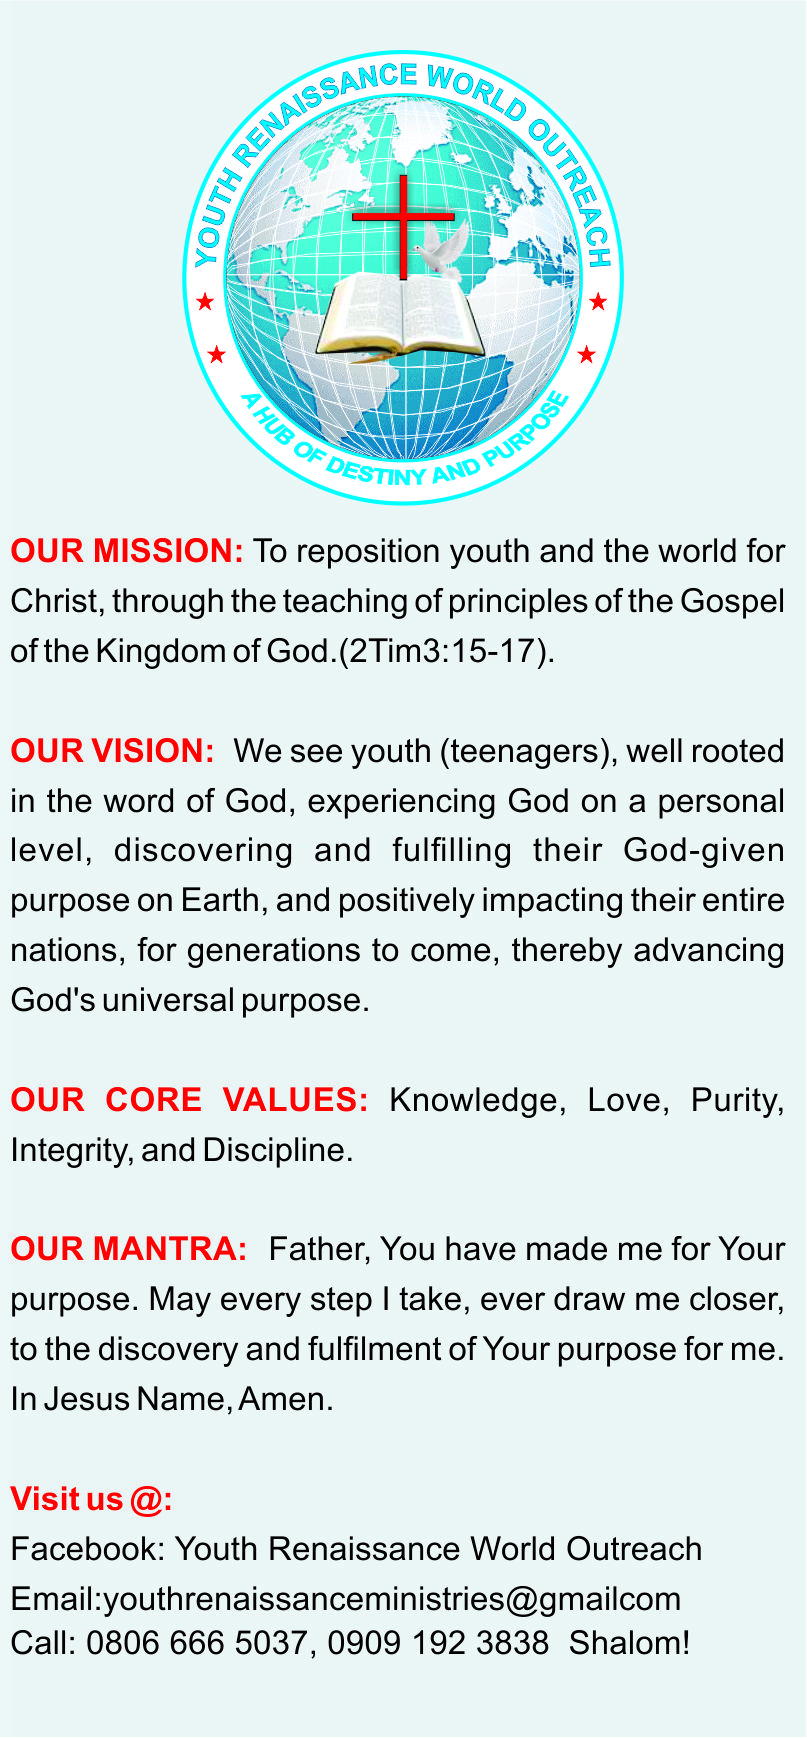 YOUTH RENAISSANCE WORLD OUTREACH
A HUB OF DESTINY AND PURPOSE
OUR MISSION: To reposition youth and the world for
Christ, through the teaching of principles of the Gospel
of the Kingdom of God.(2Tim3:15-17).
OUR VISION: We see youth (teenagers), well rooted
in the word of God, experiencing God on a personal
level, discovering and fulfilling their God-given
purpose on Earth, and positively impacting their entire
nations, for generations to come, thereby advancing
God's universal purpose.
OUR CORE VALUES: Knowledge, Love, Purity,
Integrity, and Discipline.
OUR MANTRA: Father, You have made me for Your
purpose. May every step I take, ever draw me closer,
to the discovery and fulfilment of Your purpose for me.
In Jesus Name, Amen.
Visit us @:
Facebook: Youth Renaissance World Outreach
Email:youthrenaissanceministries@gmailcom
Call: 0806 666 5037, 0909 192 3838 Shalom!